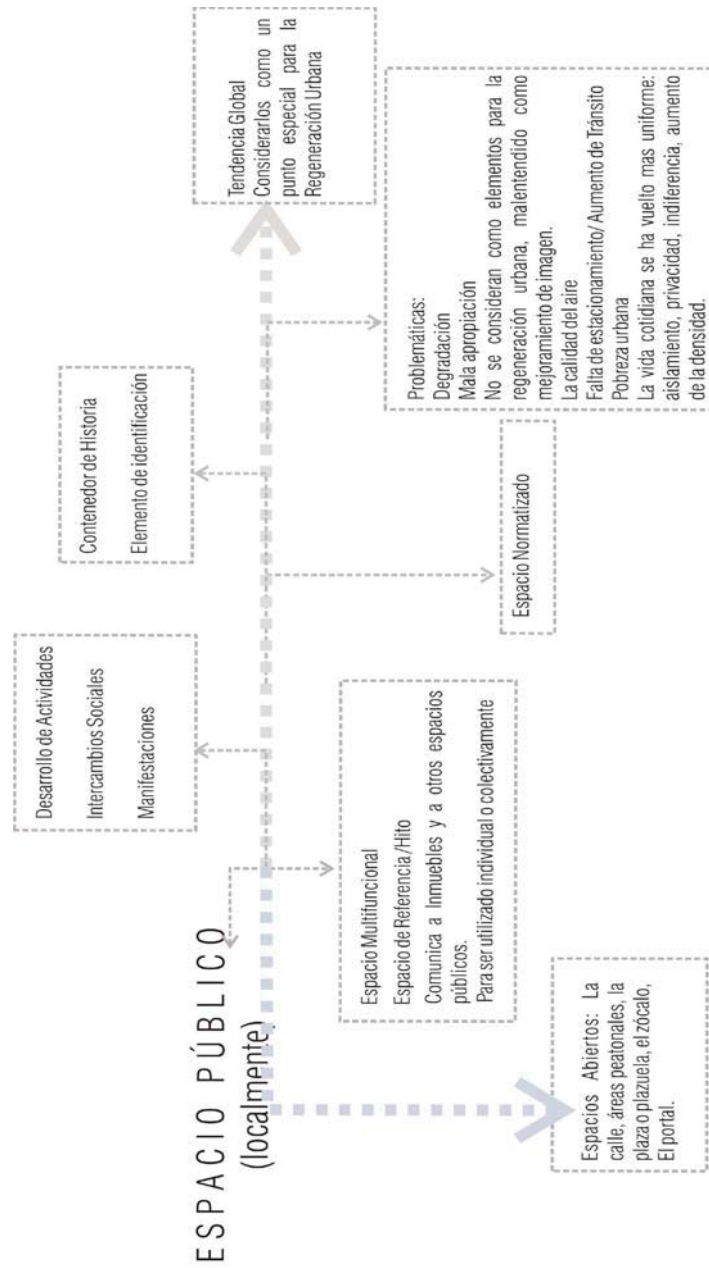 ESPACIO PÚBLICO
(localmente)
Desarrollo de Actividades
Intercambios Sociales
Manifestaciones
Contenedor de Historia
Elemento de identificación
Tendencia Global
Considerarlos como un
punto especial para la
Regeneración Urbana
Espacios Abiertos: La
calle, áreas peatonales, la
plaza o plazuela, el zócalo,
El portal.
Espacio Multifuncional
Espacio de Referencia/Hito
Comunica a Inmuebles y a otros espacios
públicos.
Para ser utilizado individual o colectivamente
Espacio Normatizado
Problemáticas:
Degradación
Mala apropiación
No se consideran como elementos para la
regeneración urbana, malentendido como
mejoramiento de imagen.
La calidad del aire
Falta de estacionamiento/ Aumento de Tránsito
Pobreza urbana
La vida cotidiana se ha vuelto mas uniforme:
aislamiento, privacidad, indiferencia, aumento
de la densidad.